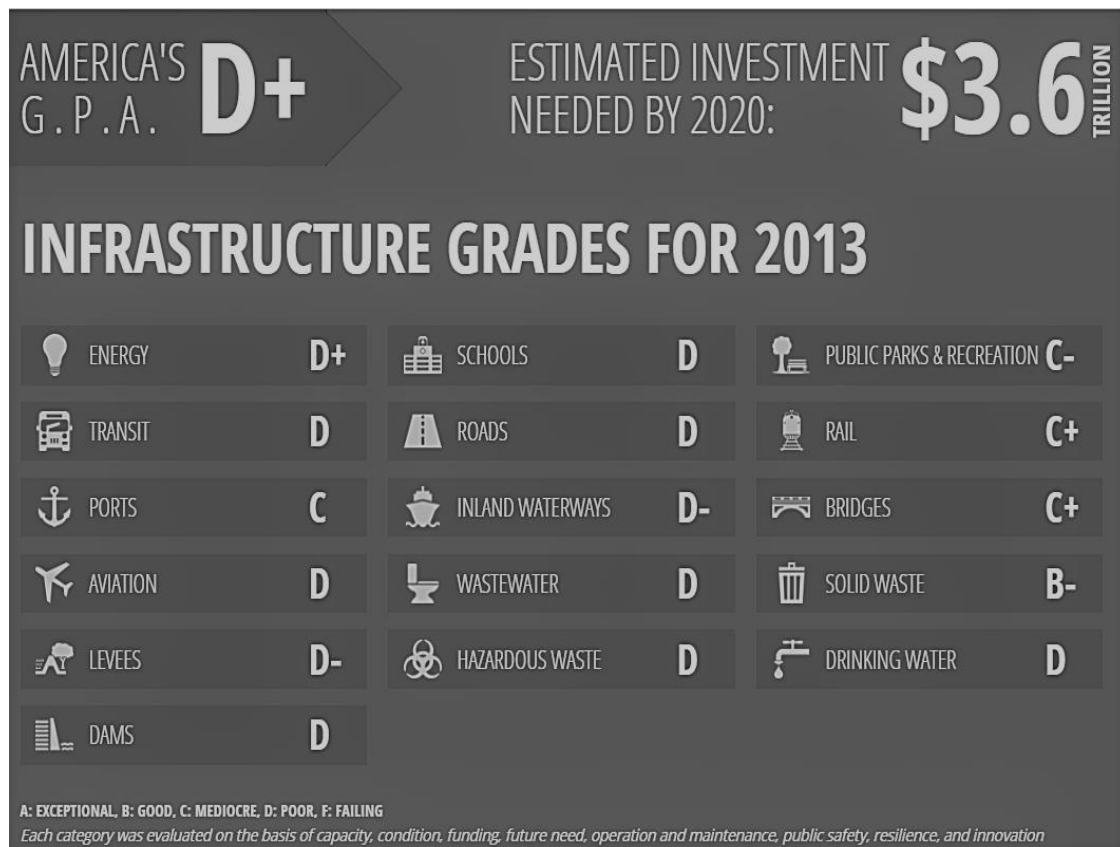 AMERICA'S
G.P.A.
D+
ESTIMATED INVESTMENT
NEEDED BY 2020:
$3.6
TRILLION
INFRASTRUCTURE GRADES FOR 2013
ENERGY D+
SCHOOLS D
PUBLIC PARKS & RECREATION C-
TRANSIT D
ROADS D
RAIL C+
PORTS C
INLAND WATERWAYS D-
BRIDGES C+
AVIATION D
WASTEWATER D
SOLID WASTE B-
LEVEES D-
HAZARDOUS WASTE D
DRINKING WATER D
DAMS D
A: EXCEPTIONAL, B: GOOD, C: MEDIOCRE, D: POOR, F: FAILING
Each category was evaluated on the basis of capacity, condition, funding, future need, operation and maintenance, public safety, resilience, and innovation